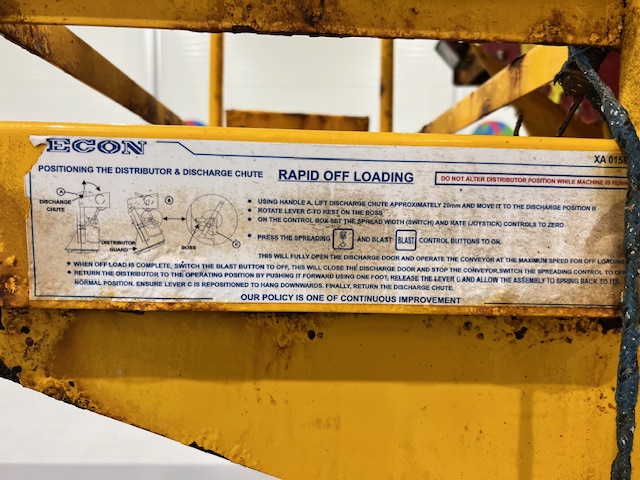 ECON
XA 0158
POSITIONING THE DISTRIBUTOR & DISCHARGE CHUTE RAPID OFF LOADING
DO NOT ALTER DISTRIBUTOR POSITION WHILE MACHINE IS
A
DISCHARGE CHUTE
B
DISTRIBUTOR GUARD
BOSS
C
• USING HANDLE A, LIFT DISCHARGE CHUTE APPROXIMATELY 20mm AND MOVE IT TO THE DISCHARGE POSITION B
• ROTATE LEVER C-TO REST ON THE BOSS
• ON THE CONTROL BOX-SET THE SPREAD WIDTH (SWITCH) AND RATE (JOYSTICK) CONTROLS TO ZERO
• PRESS THE SPREADING AND BLAST BLAST CONTROL BUTTONS TO ON.
THIS WILL FULLY OPEN THE DISCHARGE DOOR AND OPERATE THE CONVEYOR AT THE MAXIMUM SPEED FOR OFF LOADING
• WHEN OFF LOAD IS COMPLETE, SWITCH THE BLAST BUTTON TO OFF, THIS WILL CLOSE THE DISCHARGE DOOR AND STOP THE CONVEYOR,SWITCH THE SPREADING CONTROL TO
• RETURN THE DISTRIBUTOR TO THE OPERATING POSITION BY PUSHING IT FORWARD USING ONE FOOT, RELEASE THE LEVER C AND ALLOW THE ASSEMBLY TO SPRING BACK TO ITS
NORMAL POSITION. ENSURE LEVER C IS REPOSITIONED TO HANG DOWNWARDS. FINALLY, RETURN THE DISCHARGE CHUTE.
OUR POLICY IS ONE OF CONTINUOUS IMPROVEMENT